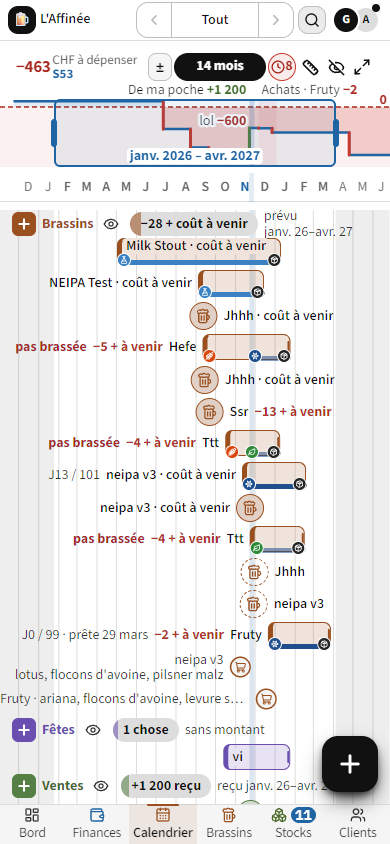 L'Affinée
Tout
G A
−463 CHF à dépenser
S53
±
14 mois
8
De ma poche +1 200 Achats · Fruty −2
0
lol −600
janv. 2026 – avr. 2027
D J F M A M J J A S O N D J F M A M J
Brassins
−28 + coût à venir
prévu
janv. 26–avr. 27
Milk Stout · coût à venir
NEIPA Test · coût à venir
Jhhh · coût à venir
pas brassée −5 + à venir Hefe
Jhhh · coût à venir
Ssr −13 + à venir
pas brassée −4 + à venir Ttt
J13 / 101 neipa v3 · coût à venir
neipa v3 · coût à venir
pas brassée −4 + à venir Ttt
Jhhh
neipa v3
J0 / 99 · prête 29 mars −2 + à venir Fruty
neipa v3
lotus, flocons d'avoine, pilsner malz
Fruty · ariana, flocons d'avoine, levure s…
Fêtes
1 chose
sans montant
vi
Ventes
+1 200 reçu
reçu janv. 26–avr. 2
Bord
Finances
Calendrier
Brassins
Stocks
11
Clients